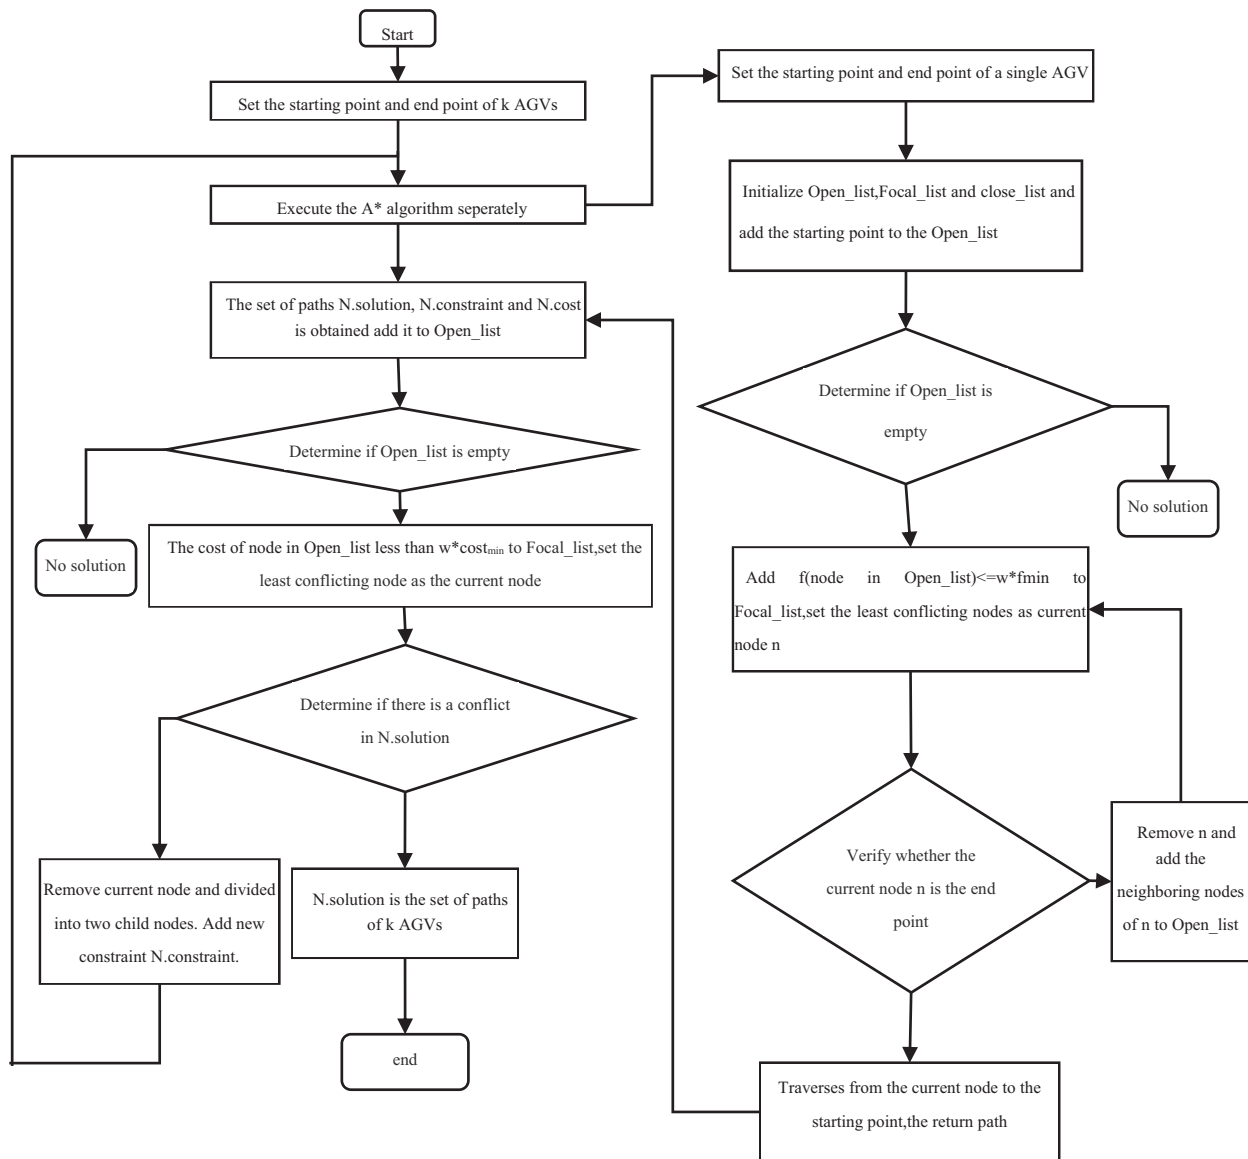 Start
Set the starting point and end point of k AGVs
Execute the A* algorithm seperately
The set of paths N.solution, N.constraint and N.cost
is obtained add it to Open_list
Determine if Open_list is empty
No solution
The cost of node in Open_list less than w*costmin to Focal_list,set the
least conflicting node as the current node
Determine if there is a conflict
in N.solution
Remove current node and divided
into two child nodes. Add new
constraint N.constraint.
N.solution is the set of paths
of k AGVs
end
Set the starting point and end point of a single AGV
Initialize Open_list,Focal_list and close_list and
add the starting point to the Open_list
Determine if Open_list is
empty
No solution
Add f(node in Open_list)<=w*fmin to
Focal_list,set the least conflicting nodes as current
node n
Verify whether the
current node n is the end
point
Remove n and
add the
neighboring nodes
of n to Open_list
Traverses from the current node to the
starting point,the return path